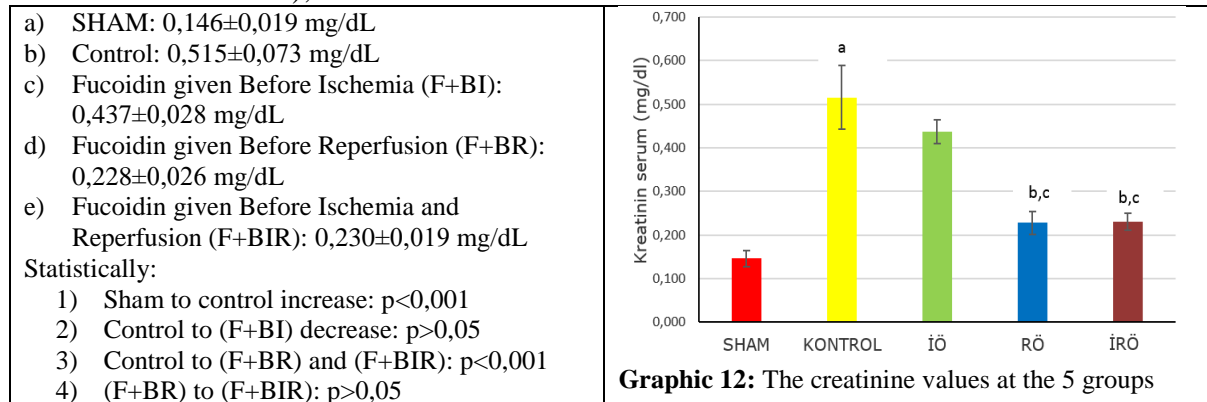 a) SHAM: 0,146±0,019 mg/dL
b) Control: 0,515±0,073 mg/dL
c) Fucoidin given Before Ischemia (F+BI):
0,437±0,028 mg/dL
d) Fucoidin given Before Reperfusion (F+BR):
0,228±0,026 mg/dL
e) Fucoidin given Before Ischemia and
Reperfusion (F+BIR): 0,230±0,019 mg/dL
Statistically:
1) Sham to control increase: p<0,001
2) Control to (F+BI) decrease: p>0,05
3) Control to (F+BR) and (F+BIR): p<0,001
4) (F+BR) to (F+BIR): p>0,05
Kreatinin serum (mg/dl)
0,700
0,600
0,500
0,400
0,300
0,200
0,100
0,000
a
b,c
b,c
SHAM KONTROL İÖ RÖ İRÖ
Graphic 12: The creatinine values at the 5 groups